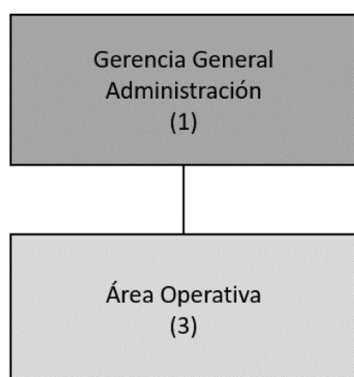 Gerencia General
Administración
(1)
Área Operativa
(3)